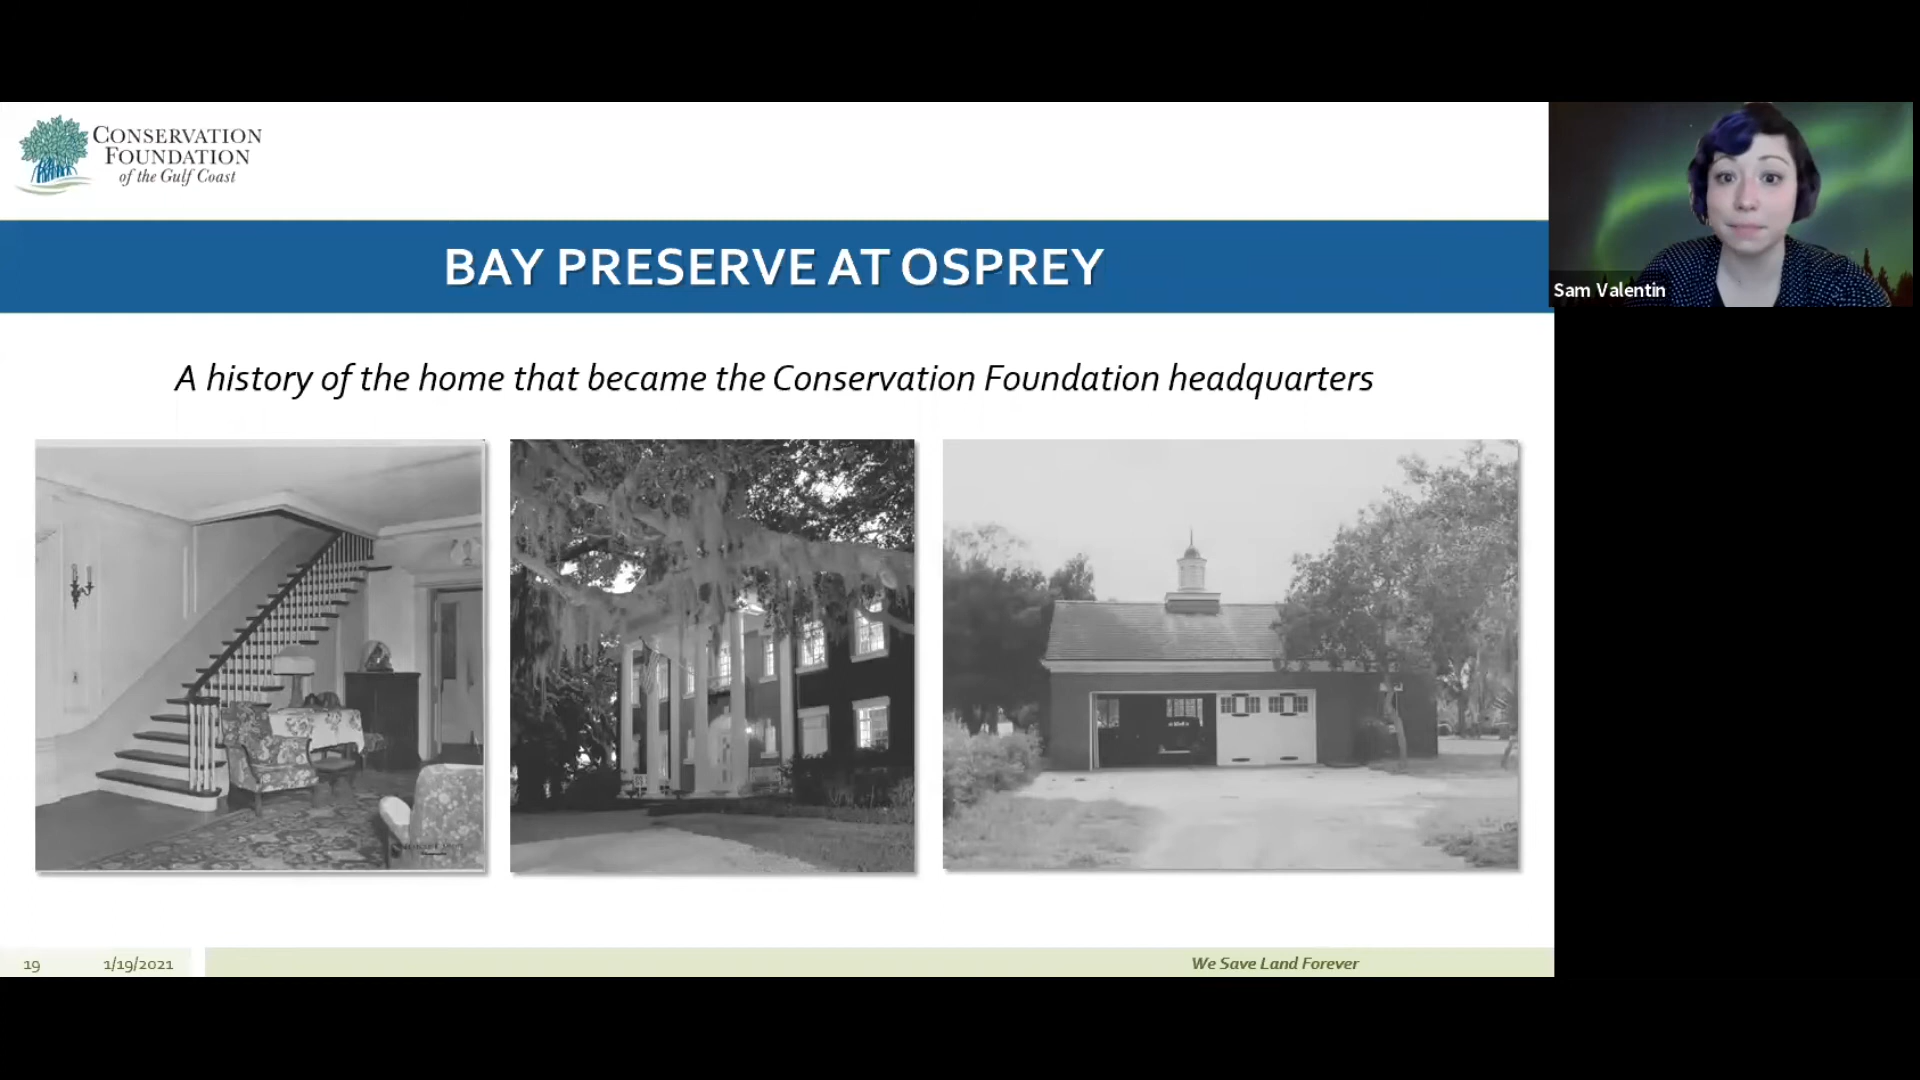 CONSERVATION
FOUNDATION
of the Gulf Coast
BAY PRESERVE AT OSPREY
Sam Valentin
A history of the home that became the Conservation Foundation headquarters
19
1/19/2021
We Save Land Forever